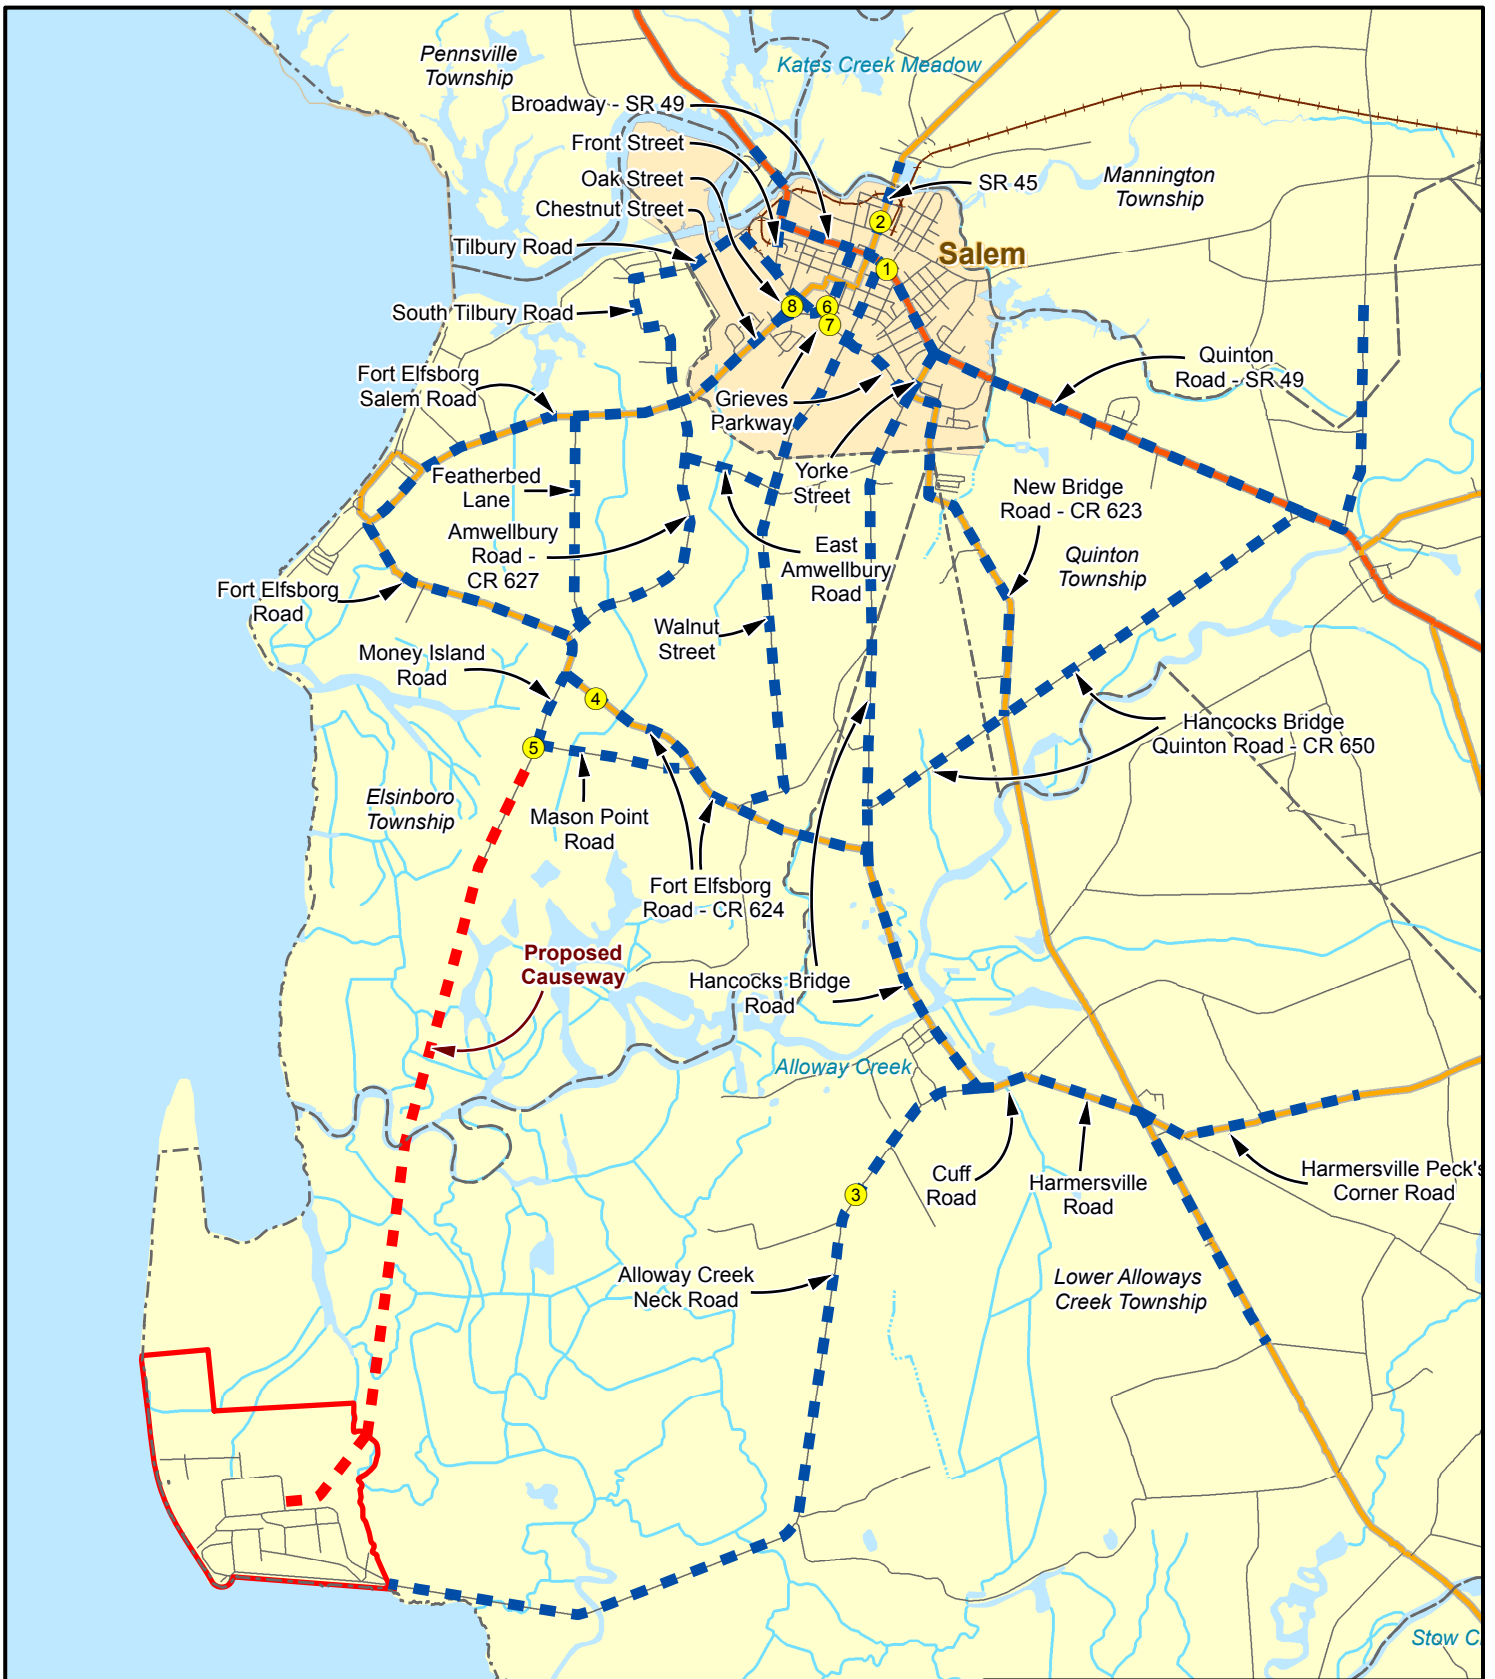 Pennsville
Township
Kates Creek Meadow
Broadway - SR 49
Front Street
Oak Street
Chestnut Street
Tilbury Road
SR 45
Mannington
Township
2
Salem
1
South Tilbury Road
8
6
7
Fort Elfsborg
Salem Road
Quinton
Road - SR 49
Grieves
Parkway
Featherbed
Lane
Yorke
Street
New Bridge
Road - CR 623
Amwellbury
Road -
CR 627
East
Amwellbury
Road
Quinton
Township
Fort Elfsborg
Road
Walnut
Street
Money Island
Road
4
5
Hancocks Bridge
Quinton Road - CR 650
Elsinboro
Township
Mason Point
Road
Fort Elfsborg
Road - CR 624
Proposed
Causeway
Hancocks Bridge
Road
Alloway Creek
Cuff
Road
Harmersville
Road
Harmersville Peck's
Corner Road
3
Alloway Creek
Neck Road
Lower Alloways
Creek Township
Stow C